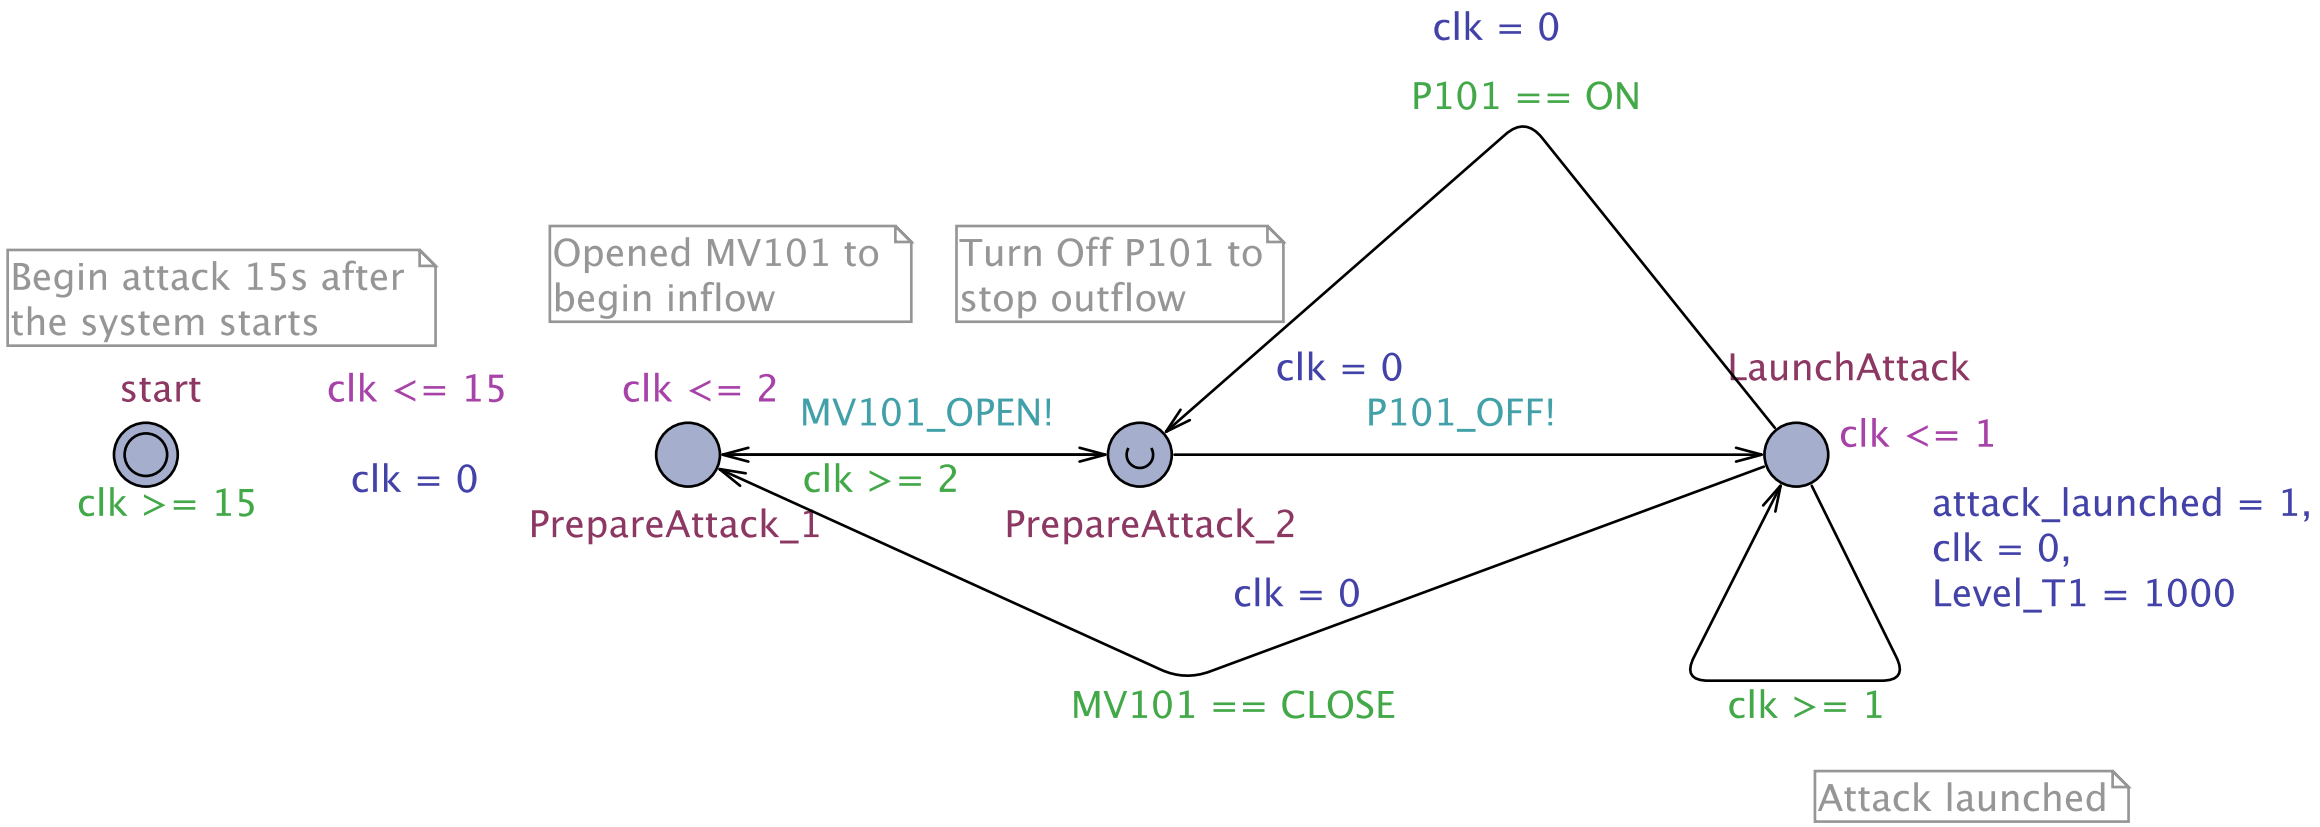 clk = 0
P101 == ON
Begin attack 15s after
the system starts
Opened MV101 to
begin inflow
Turn Off P101 to
stop outflow
start
clk <= 15
clk = 0
clk >= 15
clk <= 2
MV101_OPEN!
clk >= 2
PrepareAttack_1
PrepareAttack_2
clk = 0
P101_OFF!
LaunchAttack
clk <= 1
attack_launched = 1,
clk = 0,
Level_T1 = 1000
clk = 0
MV101 == CLOSE
clk >= 1
Attack launched